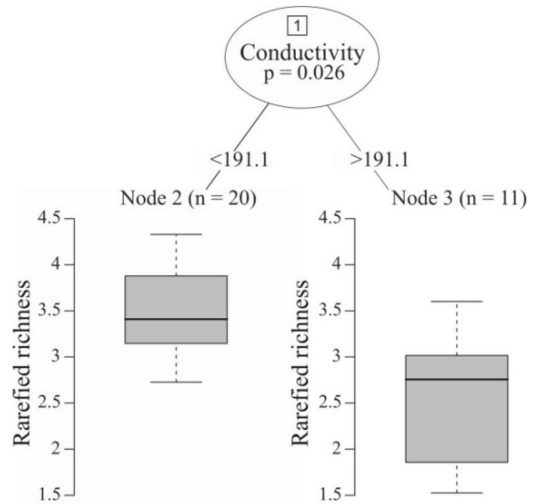 1
Conductivity
p = 0.026
<191.1
>191.1
Node 2 (n = 20)
Node 3 (n = 11)
Rarefied richness
4.5
4
3.5
3
2.5
2
1.5
Rarefied richness
4.5
4
3.5
3
2.5
2
1.5